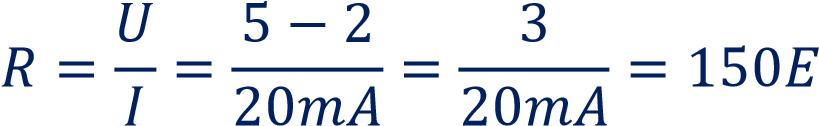 R = U/I = 5 − 2/20mA = 3/20mA = 150E